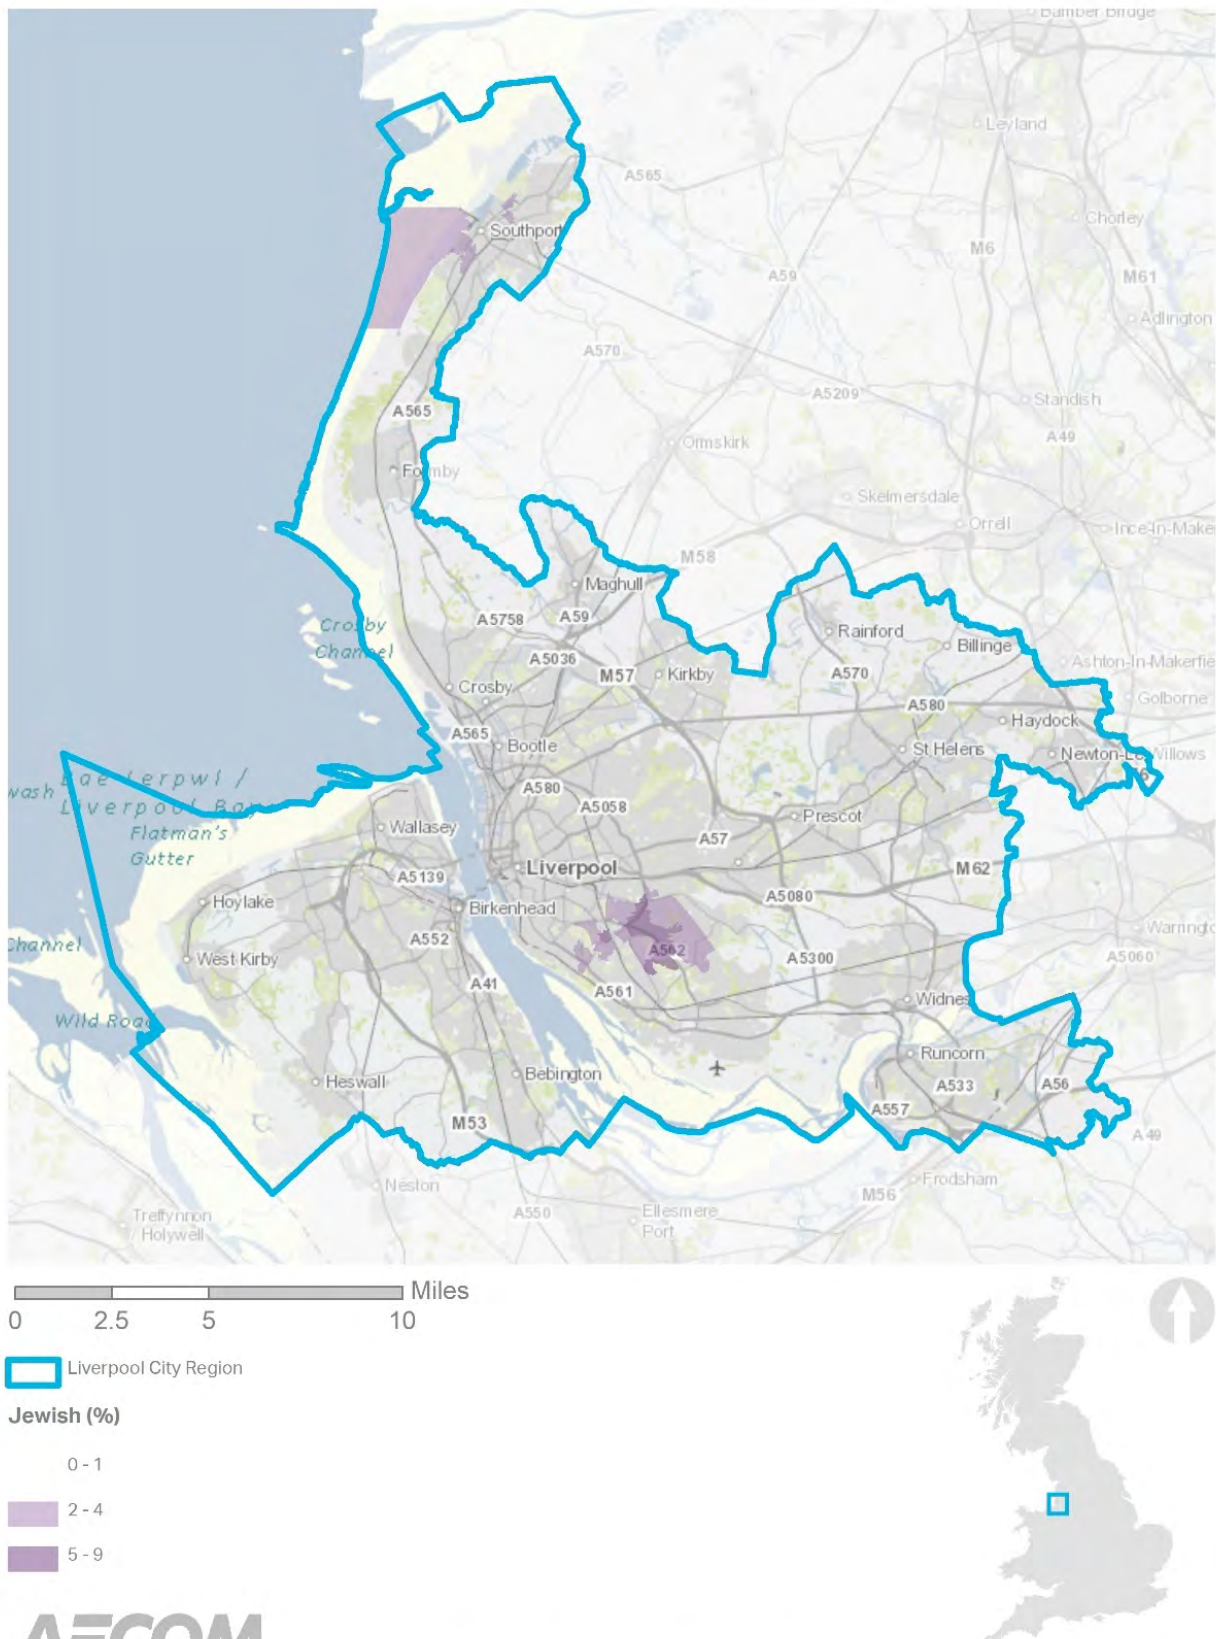 Bamber Bridge
Leyland
A565
Chorley
Southport
M6
A59
M61
Adlington
A570
A5209
Standish
A565
A49
Ormskirk
Formby
Skelmersdale
Orrell
Ince-In-Make
M58
Maghull
A5758
A59
Crosby
Channel
Rainford
Billinge
A5036
Ashton-In-Makerfie
M57
Kirkby
A570
Crosby
Golborne
A580
Haydock
A565
Bootle
St Helens
Newton-Le-Willows
Bae Lerpwl /
wash
Liverpool Bay
A580
A5058
Flatman's
Gutter
Wallasey
Prescot
A57
Liverpool
M62
A5139
A5080
Hoylake
Birkenhead
Warringto
Channel
A552
A562
West Kirby
A5300
A5060
A41
A561
Widnes
Wild Road
Runcorn
Bebington
Heswall
A533
A56
A557
M53
A49
Neston
Frodsham
M56
Treffynnon
/Holywell
A550
Ellesmere
Port
Miles
0 2.5 5 10
Liverpool City Region
Jewish (%)
0 - 1
2 - 4
5 - 9
AECOM